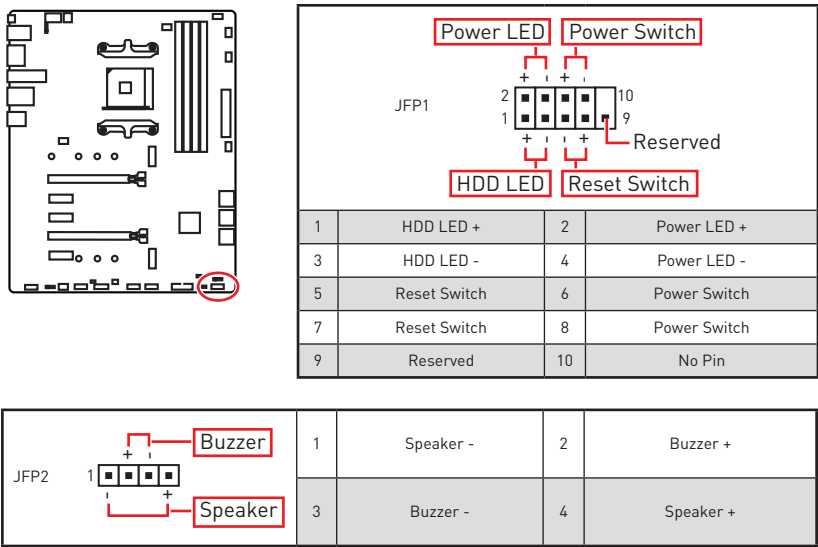 Power LED Power Switch
+ - + -
2 10
JFP1
1 9
+ - - +
Reserved
HDD LED Reset Switch
1 HDD LED + 2 Power LED +
3 HDD LED - 4 Power LED -
5 Reset Switch 6 Power Switch
7 Reset Switch 8 Power Switch
9 Reserved 10 No Pin
Buzzer
+ -
JFP2 1
- +
Speaker
1 Speaker - 2 Buzzer +
3 Buzzer - 4 Speaker +